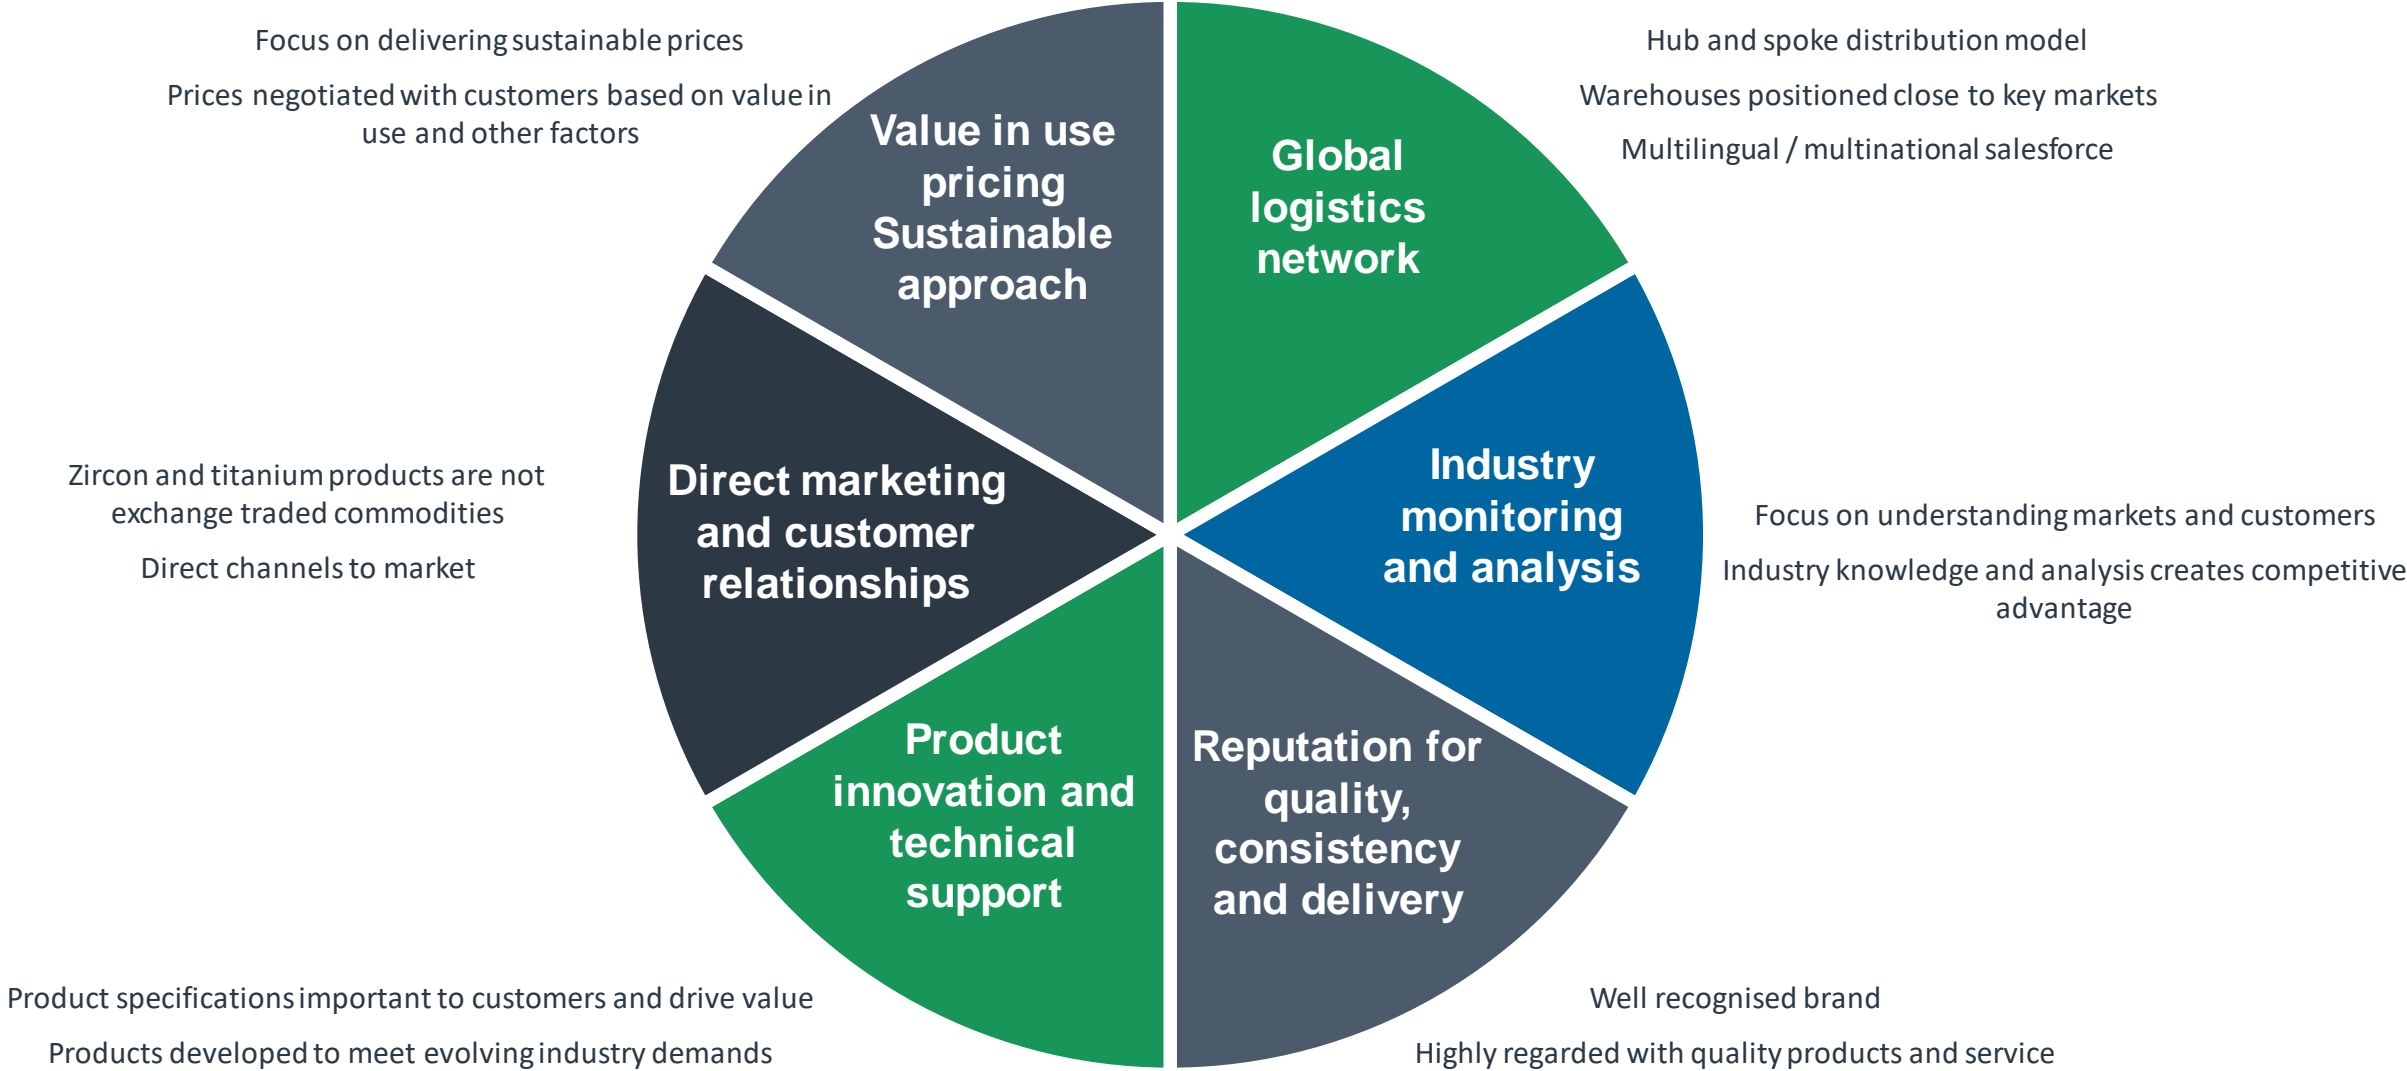 Focus on delivering sustainable prices
Prices negotiated with customers based on value in
use and other factors
Value in use
pricing
Sustainable
approach
Global
logistics
network
Hub and spoke distribution model
Warehouses positioned close to key markets
Multilingual / multinational salesforce
Zircon and titanium products are not
exchange traded commodities
Direct channels to market
Direct marketing
and customer
relationships
Industry
monitoring
and analysis
Focus on understanding markets and customers
Industry knowledge and analysis creates competitive
advantage
Product
innovation and
technical
support
Reputation for
quality,
consistency
and delivery
Product specifications important to customers and drive value
Products developed to meet evolving industry demands
Well recognised brand
Highly regarded with quality products and service